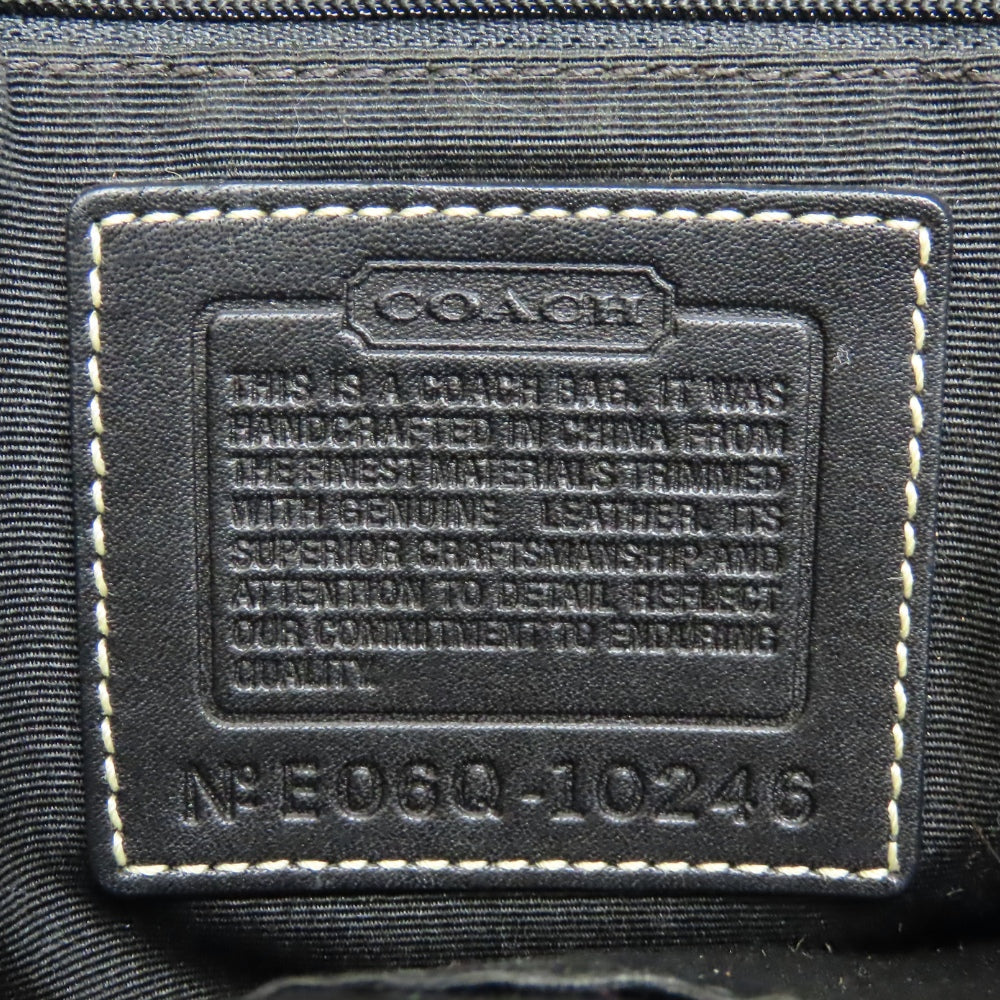 COACH
THIS IS A COACH BAG. IT WAS
HANDCRAFTED IN CHINA FROM
THE FINEST MATERIALS TRIMMED
WITH GENUINE LEATHER. ITS
SUPERIOR CRAFTSMANSHIP AND
ATTENTION TO DETAIL REFLECT
OUR COMMITMENT TO ENDURING
QUALITY.
Nº E06Q-10246